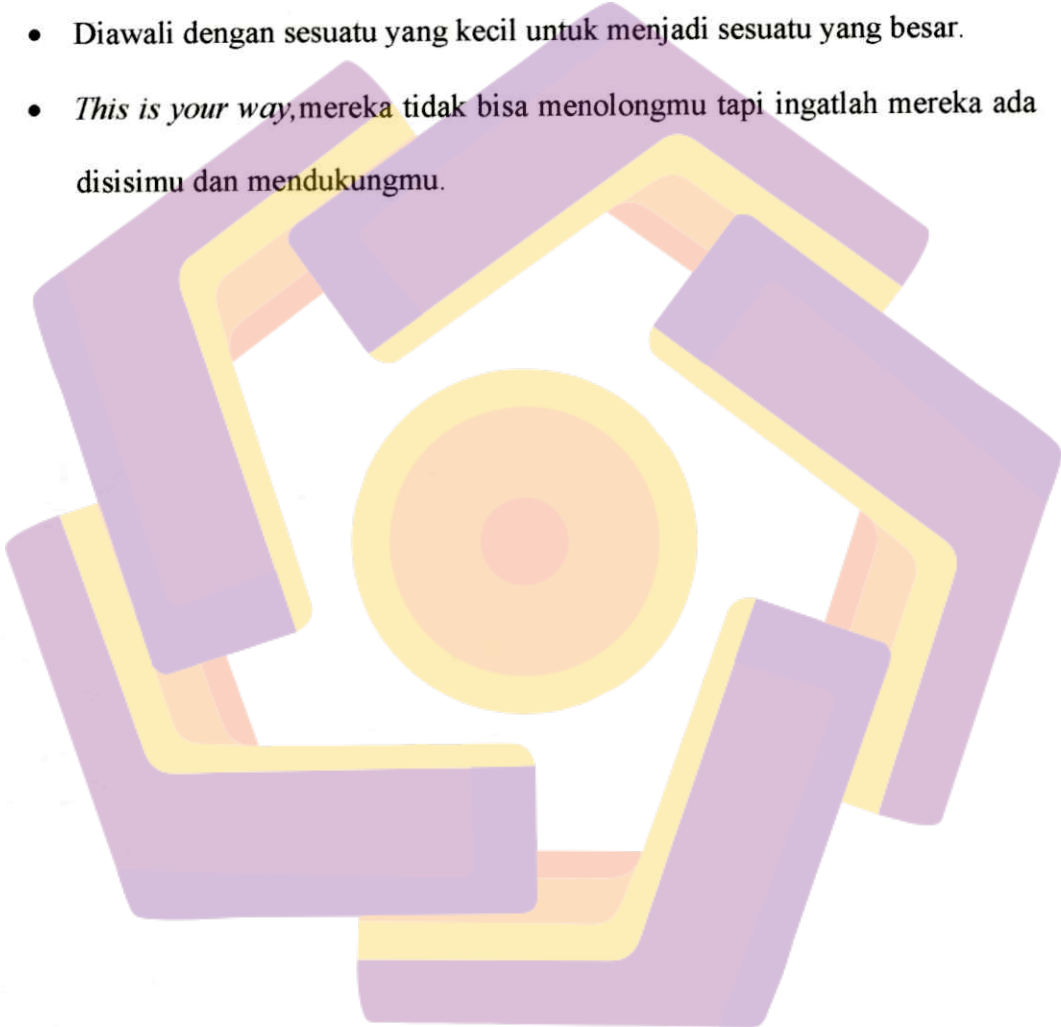 • Diawali dengan sesuatu yang kecil untuk menjadi sesuatu yang besar.
• This is your way,mereka tidak bisa menolongmu tapi ingatlah mereka ada
disisimu dan mendukungmu.